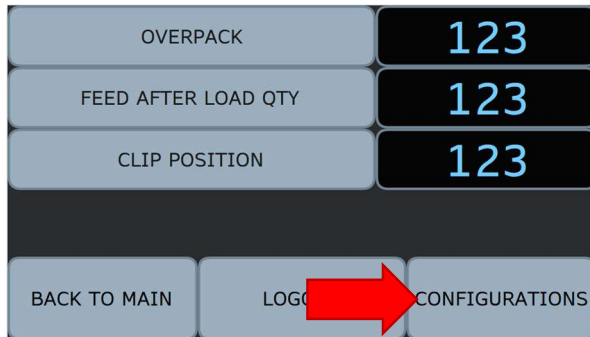 OVERPACK 123
FEED AFTER LOAD QTY 123
CLIP POSITION 123
BACK TO MAIN CONFIGURATIONS